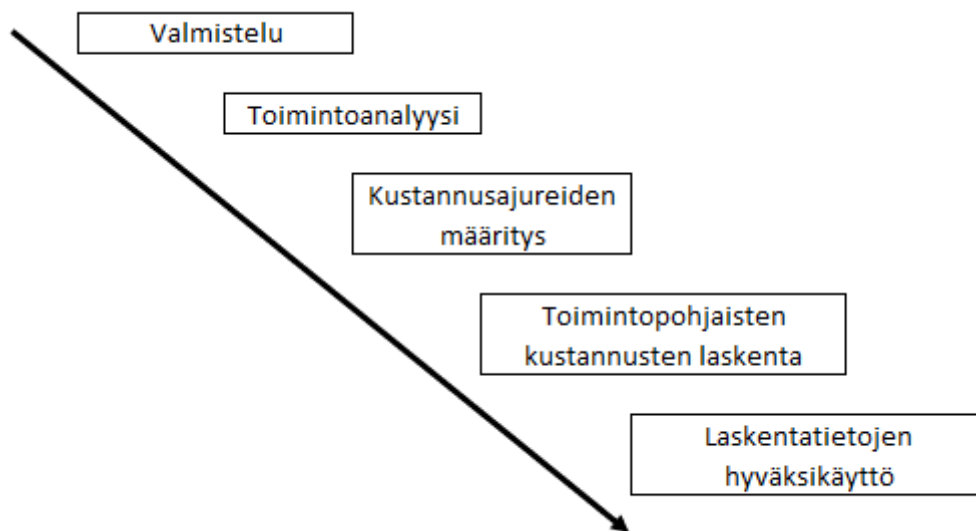 Valmistelu
Toimintoanalyysi
Kustannusajureiden
määritys
Toimintopohjaisten
kustannusten laskenta
Laskentatietojen
hyväksikäyttö